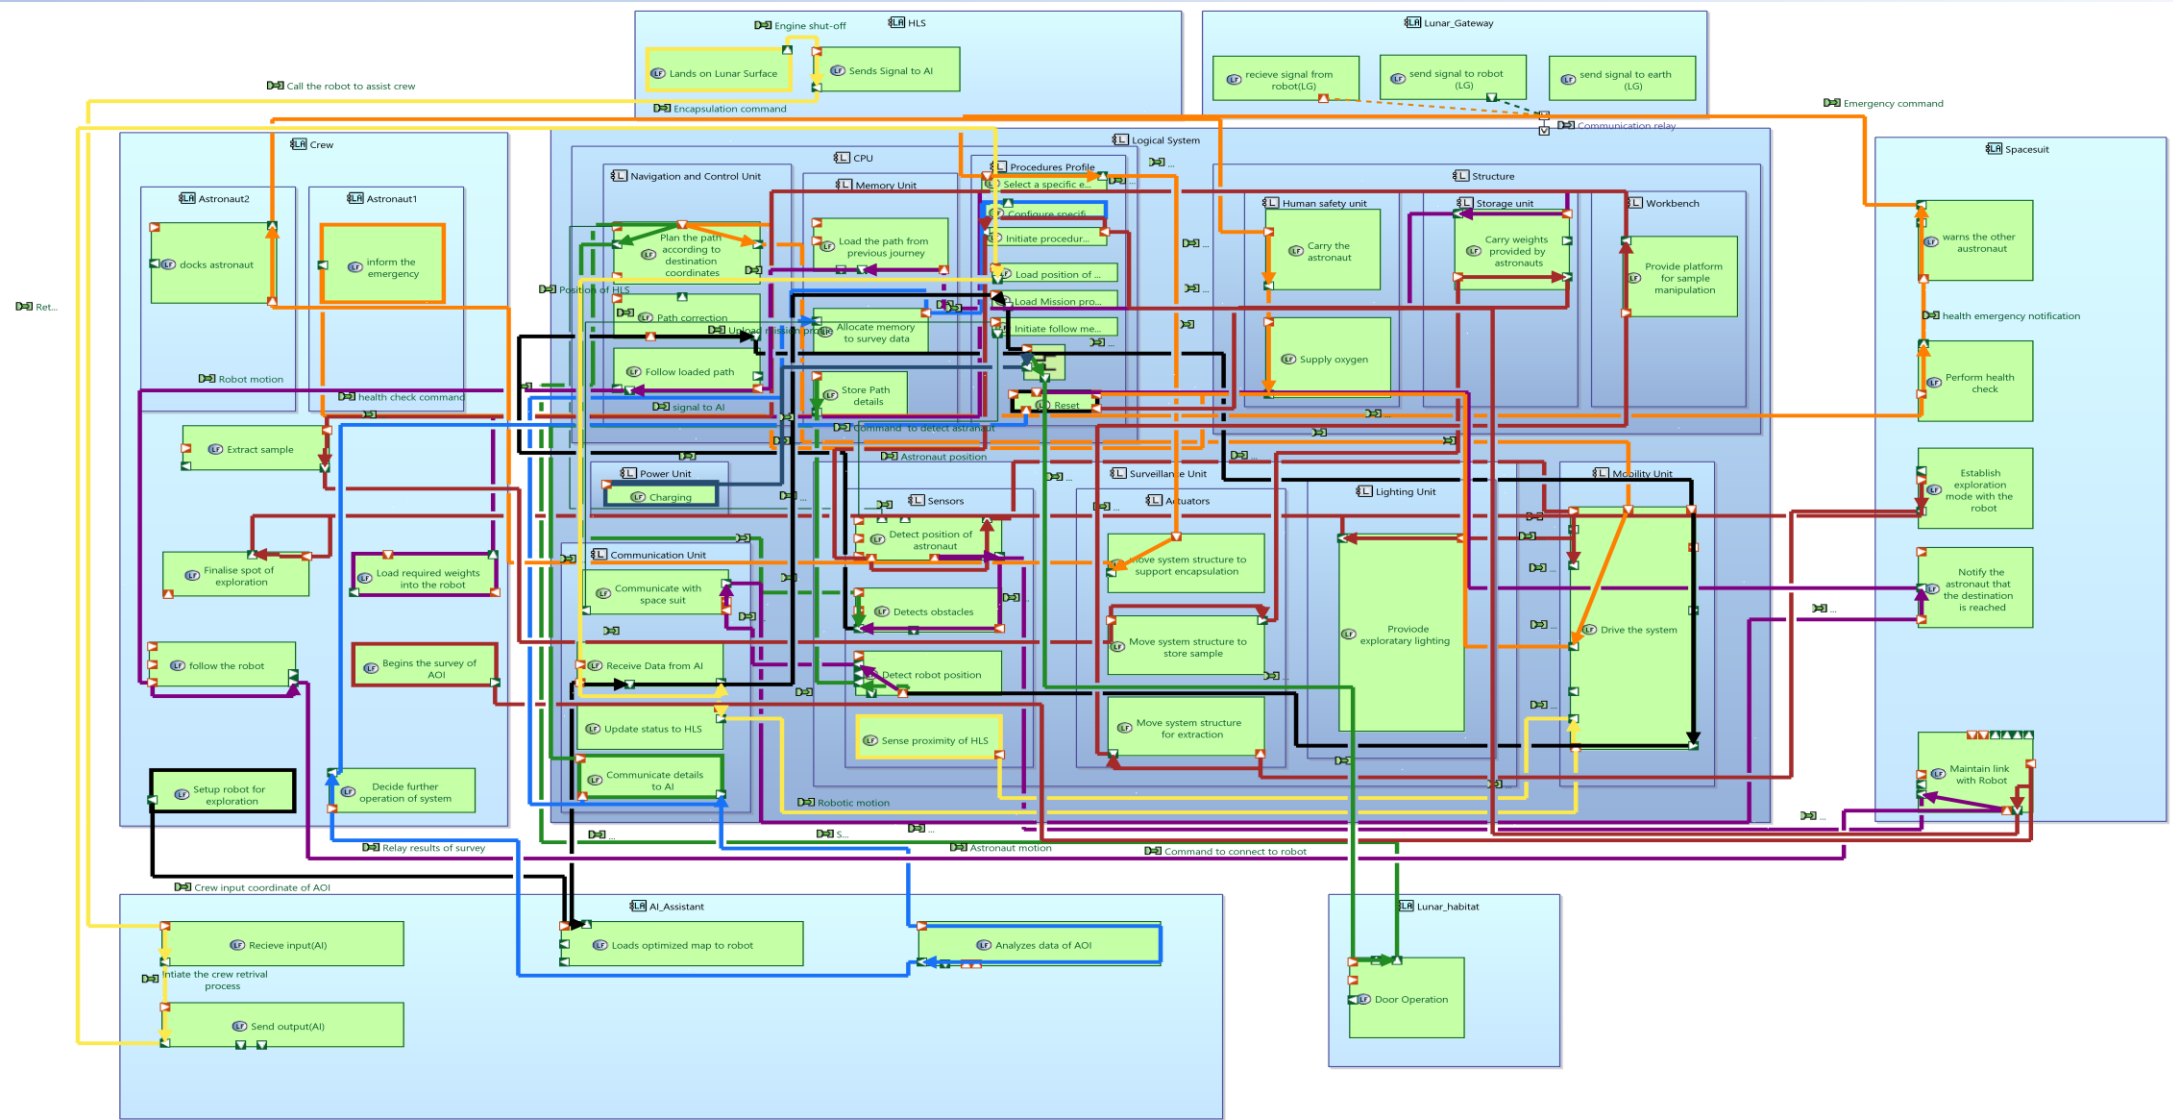 Engine shut-off
HLS
Lunar_Gateway
Lands on Lunar Surface
Sends Signal to AI
recieve signal from
robot(LG)
send signal to robot
(LG)
send signal to earth
(LG)
Call the robot to assist crew
Encapsulation command
Emergency command
Communication relay
Crew
Logical System
Spacesuit
CPU
Navigation and Control Unit
Memory Unit
Procedures Profile
...
Structure
Select a specific e...
...
Astronaut2
Astronaut1
Human safety unit
Storage unit
Workbench
Configure specifi...
docks astronaut
inform the
emergency
Plan the path
according to
destination
coordinates
Load the path from
previous journey
Initiate procedur...
...
Carry the
astronaut
Carry weights
provided by
astronauts
Provide platform
for sample
manipulation
warns the other
austronaut
Load position of ...
Position of HLS
...
Load Mission pro...
Ret...
Path correction
Allocate memory
to survey data
Initiate follow me...
health emergency notification
...
Supply oxygen
Robot motion
Follow loaded path
Store Path
details
Perform health
check
health check command
signal to AI
Reset
...
Command to detect astranaut
Extract sample
Astronaut position
...
Power Unit
Surveillance Unit
Mobility Unit
Charging
...
Sensors
Actuators
Lighting Unit
...
Establish
exploration
mode with the
robot
Communication Unit
Detect position of
astronaut
Move system structure to
support encapsulation
Finalise spot of
exploration
Load required weights
into the robot
Communicate with
space suit
Detects obstacles
...
Notify the
astronaut that
the destination
is reached
Move system structure to
store sample
Proviode
exploratary lighting
Drive the system
...
follow the robot
Begins the survey of
AOI
Receive Data from AI
Detect robot position
Update status to HLS
Sense proximity of HLS
Move system structure
for extraction
Setup robot for
exploration
Decide further
operation of system
Communicate details
to AI
Maintain link
with Robot
Robotic motion
...
S...
...
...
Relay results of survey
Astronaut motion
Command to connect to robot
Crew input coordinate of AOI
AI_Assistant
Lunar_habitat
Recieve input(AI)
Loads optimized map to robot
Analyzes data of AOI
Intiate the crew retrival
process
Door Operation
Send output(AI)